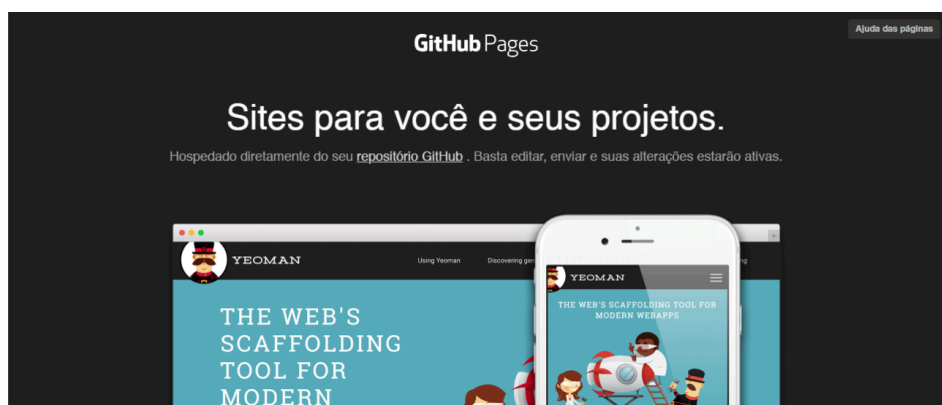 Ajuda das páginas
GitHub Pages
Sites para você e seus projetos.
Hospedado diretamente do seu repositório GitHub . Basta editar, enviar e suas alterações estarão ativas.
YEOMAN
Using Yeoman
THE WEB'S
SCAFFOLDING
TOOL FOR
MODERN
YEOMAN
THE WEB'S SCAFFOLDING TOOL FOR
MODERN WEBAPPS